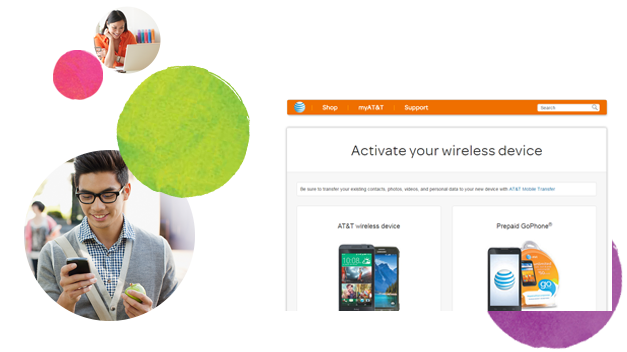 Shop myAT&T Support Search
Activate your wireless device
Be sure to transfer your existing contacts, photos, videos, and personal data to your new device with AT&T Mobile Transfer
AT&T wireless device
Prepaid GoPhone®
go